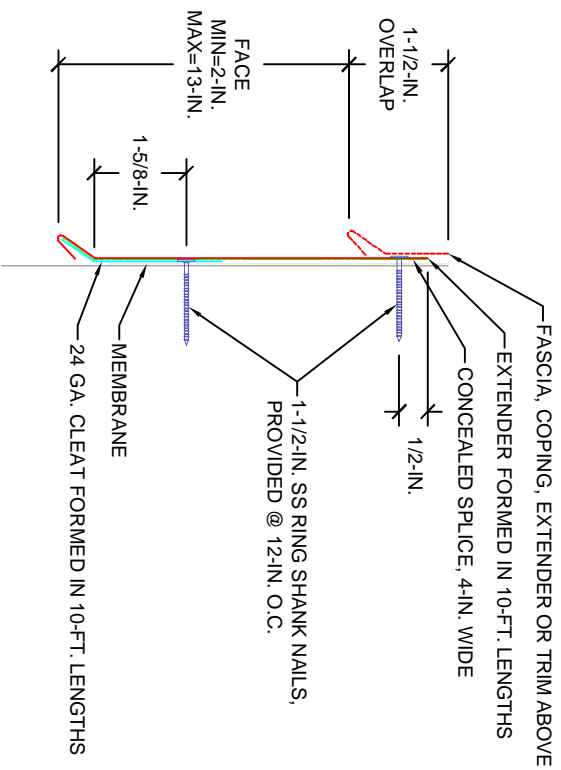 FASCIA, COPING, EXTENDER OR TRIM ABOVE
EXTENDER FORMED IN 10-FT. LENGTHS
CONCEALED SPLICE, 4-IN. WIDE
1/2-IN.
1-1/2-IN. SS RING SHANK NAILS,
PROVIDED @ 12-IN. O.C.
MEMBRANE
24 GA. CLEAT FORMED IN 10-FT. LENGTHS
1-1/2-IN.
OVERLAP
FACE
MIN=2-IN.
MAX=13-IN.
1-5/8-IN.